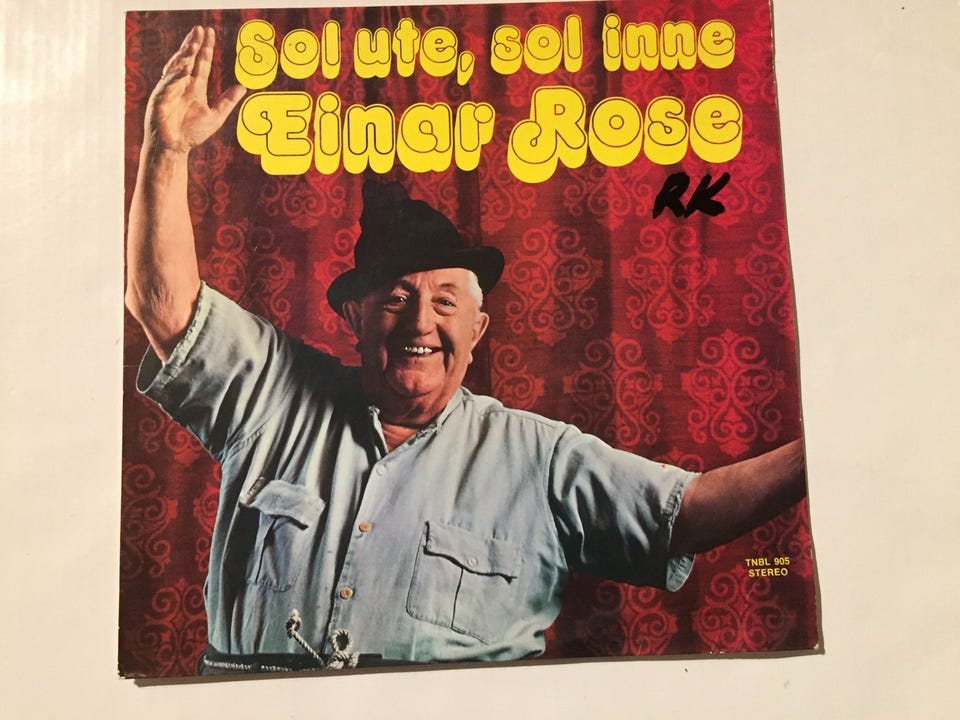 Sol ute, sol inne
Einar Rose
RK
TNBL 905
STEREO